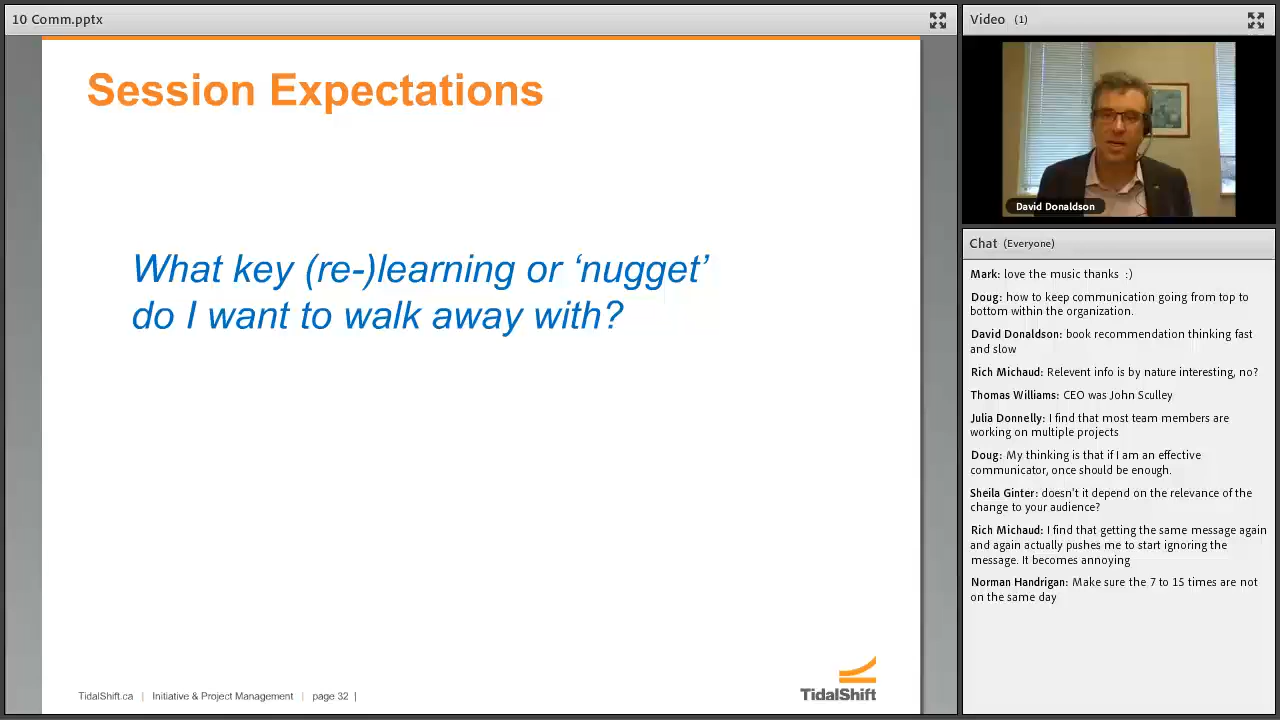 10 Comm.pptx
Session Expectations
What key (re-)learning or ‘nugget’
do I want to walk away with?
TidalShift.ca | Initiative & Project Management | page 32 |
TidalShift
Video (1)
David Donaldson
Chat (Everyone)
Mark: love the music thanks :)
Doug: how to keep communication going from top to
bottom within the organization.
David Donaldson: book recommendation thinking fast
and slow
Rich Michaud: Relevent info is by nature interesting, no?
Thomas Williams: CEO was John Sculley
Julia Donnelly: I find that most team members are
working on multiple projects
Doug: My thinking is that if I am an effective
communicator, once should be enough.
Sheila Ginter: doesn't it depend on the relevance of the
change to your audience?
Rich Michaud: I find that getting the same message again
and again actually pushes me to start ignoring the
message. It becomes annoying
Norman Handrigan: Make sure the 7 to 15 times are not
on the same day